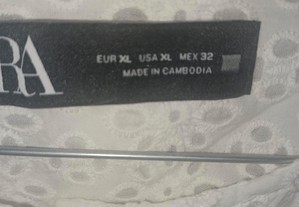 RA
EUR XL USA XL MEX 32
MADE IN CAMBODIA